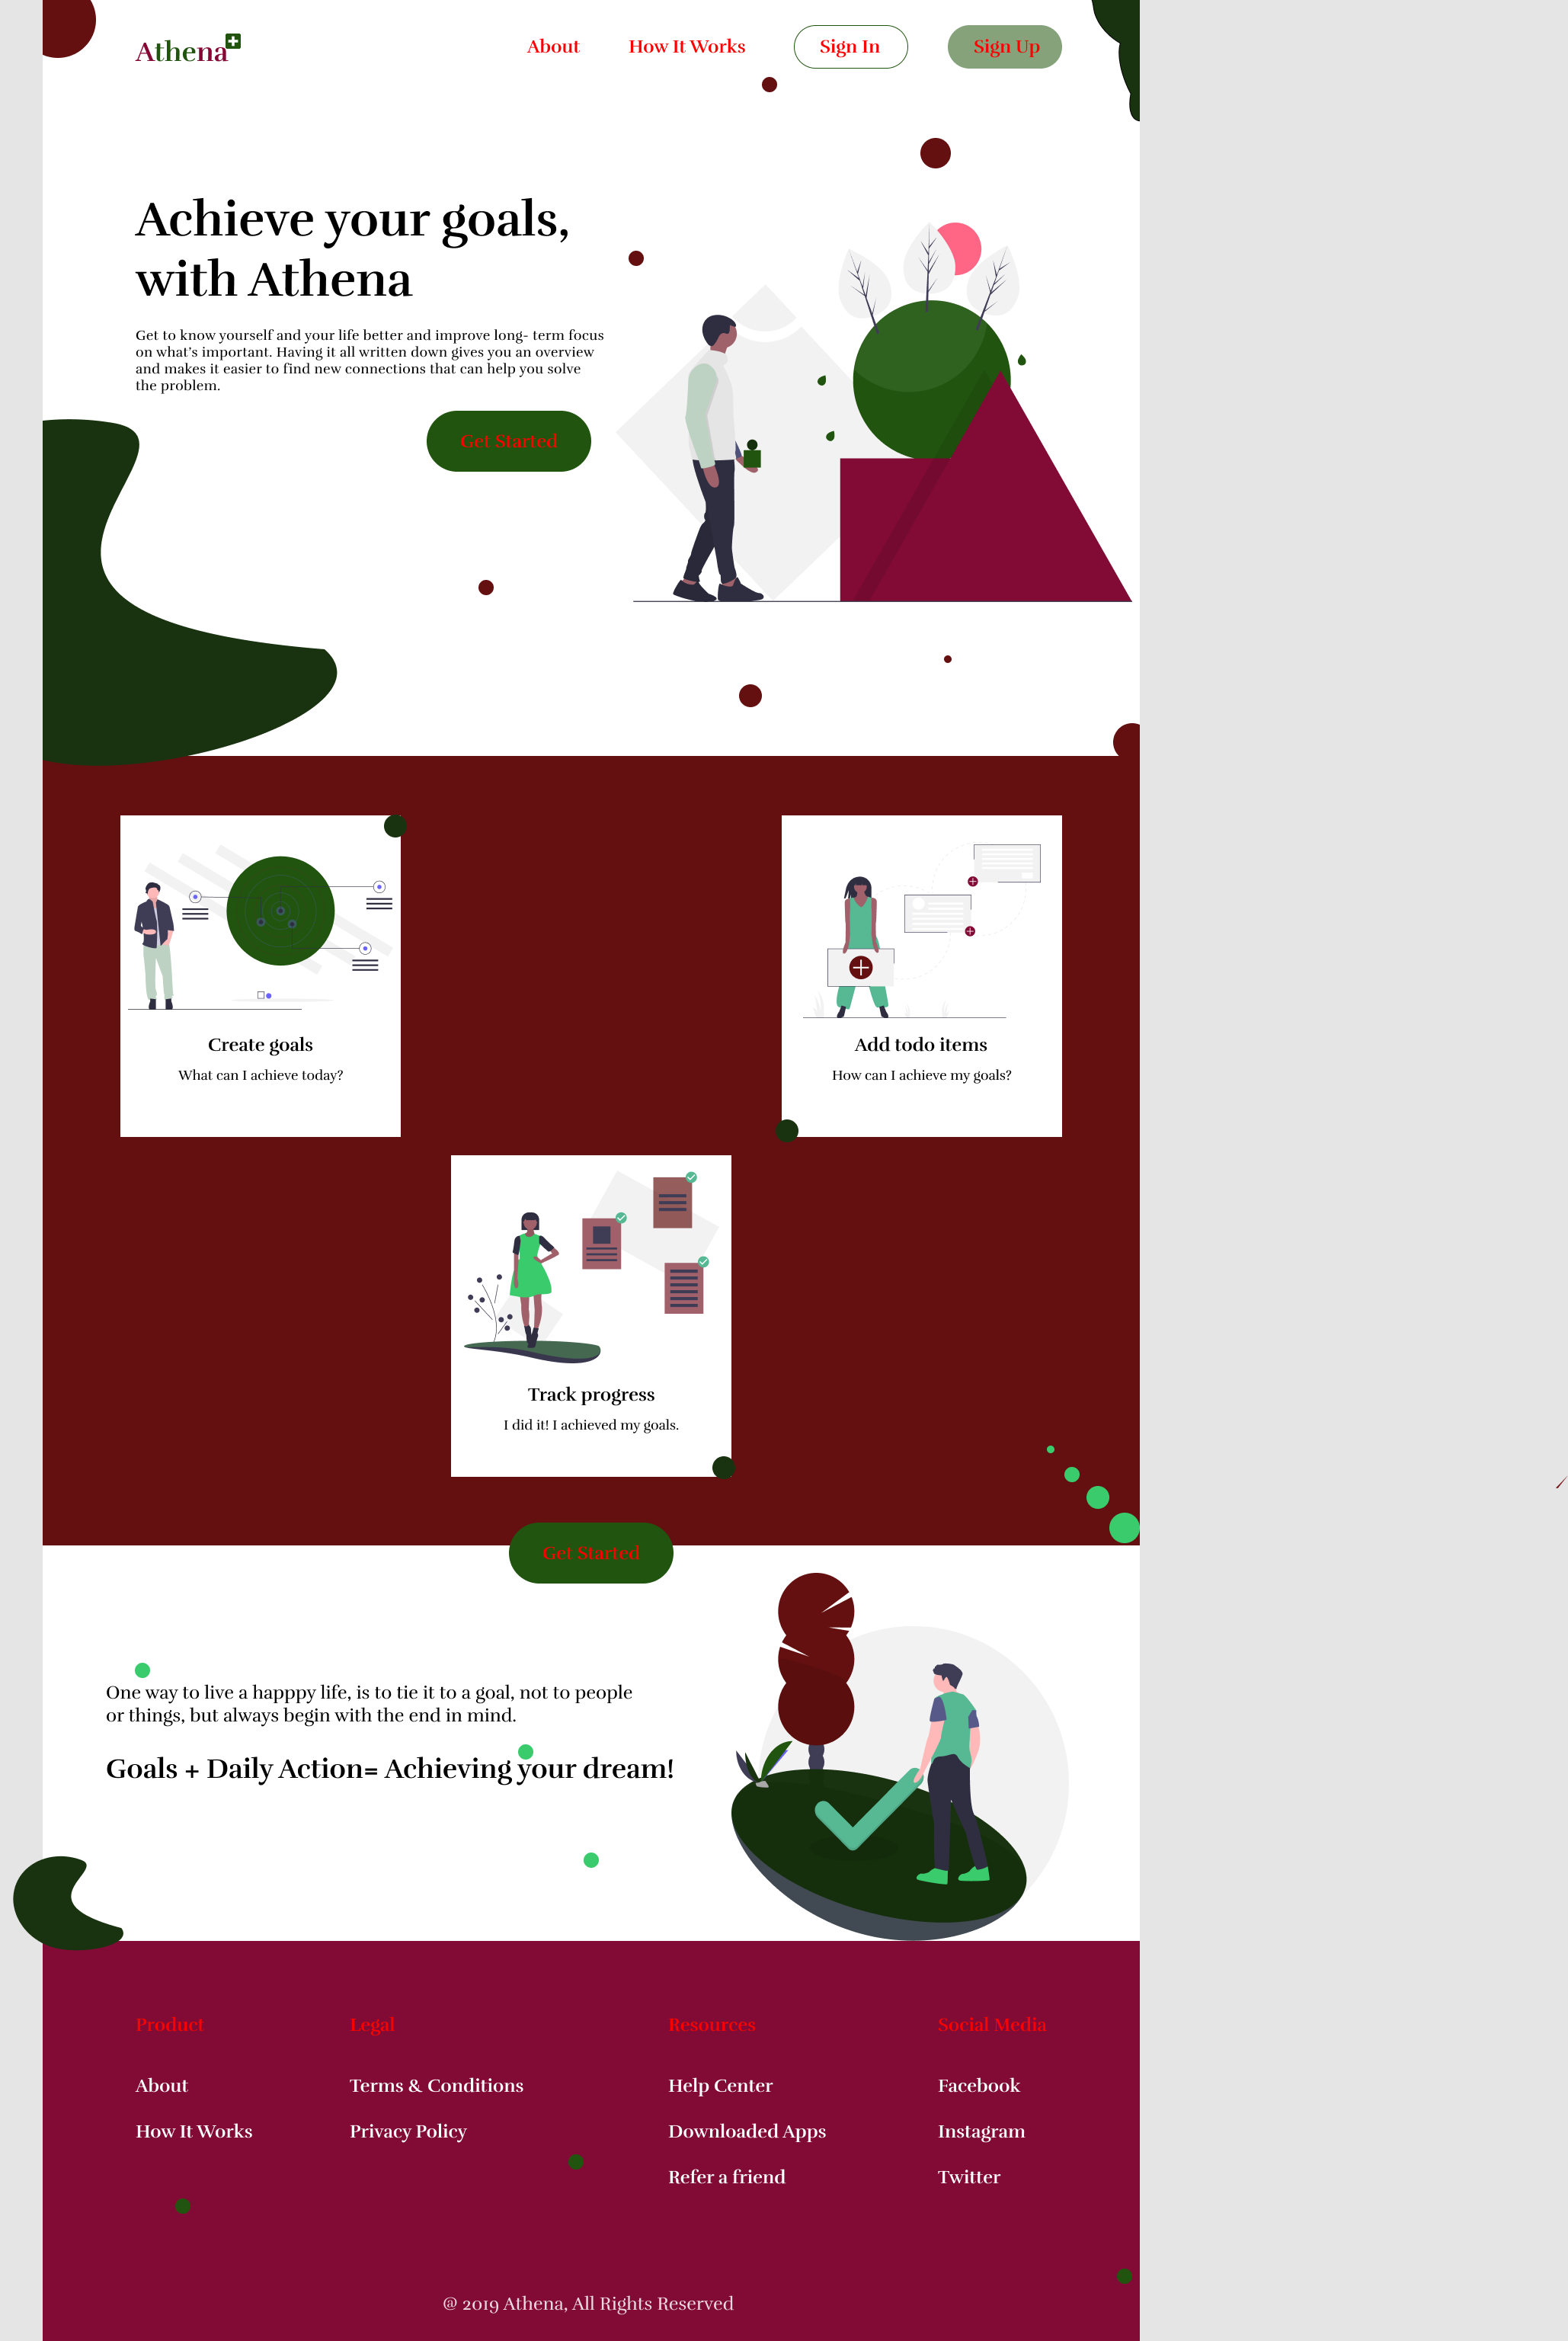 Athena
About
How It Works
Sign In
Sign Up
Achieve your goals,
with Athena
Get to know yourself and your life better and improve long- term focus
on what's important. Having it all written down gives you an overview
and makes it easier to find new connections that can help you solve
the problem.
Get Started
Create goals
What can I achieve today?
Add todo items
How can I achieve my goals?
Track progress
I did it! I achieved my goals.
Get Started
One way to live a happpy life, is to tie it to a goal, not to people
or things, but always begin with the end in mind.
Goals + Daily Action= Achieving your dream!
Product
About
How It Works
Legal
Terms & Conditions
Privacy Policy
Resources
Help Center
Downloaded Apps
Refer a friend
Social Media
Facebook
Instagram
Twitter
@ 2019 Athena, All Rights Reserved